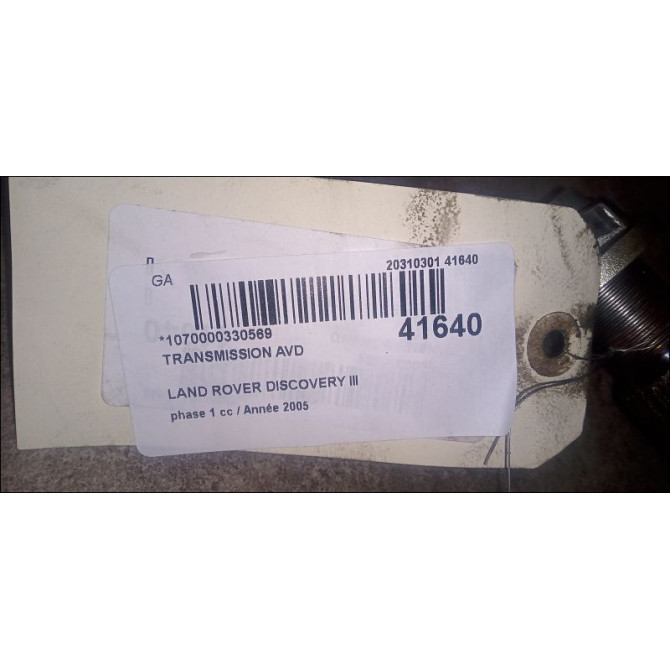 GA
20310301 41640
*1070000330569
41640
TRANSMISSION AVD
LAND ROVER DISCOVERY III
phase 1 cc / Année 2005